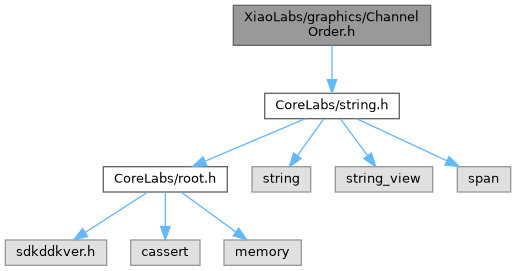 XiaoLabs/graphics/Channel
Order.h
CoreLabs/string.h
CoreLabs/root.h
string
string_view
span
sdkddkver.h
cassert
memory